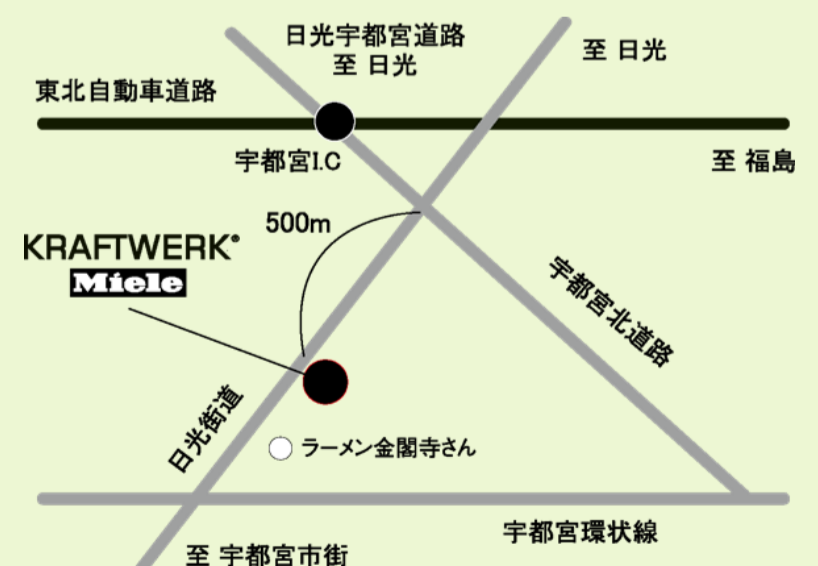 日光宇都宮道路
至 日光
至 日光
東北自動車道路
宇都宮I.C
至 福島
500m
KRAFTWERK®
Miele
宇都宮北道路
日光街道
ラーメン金閣寺さん
宇都宮環状線
至 宇都宮市街